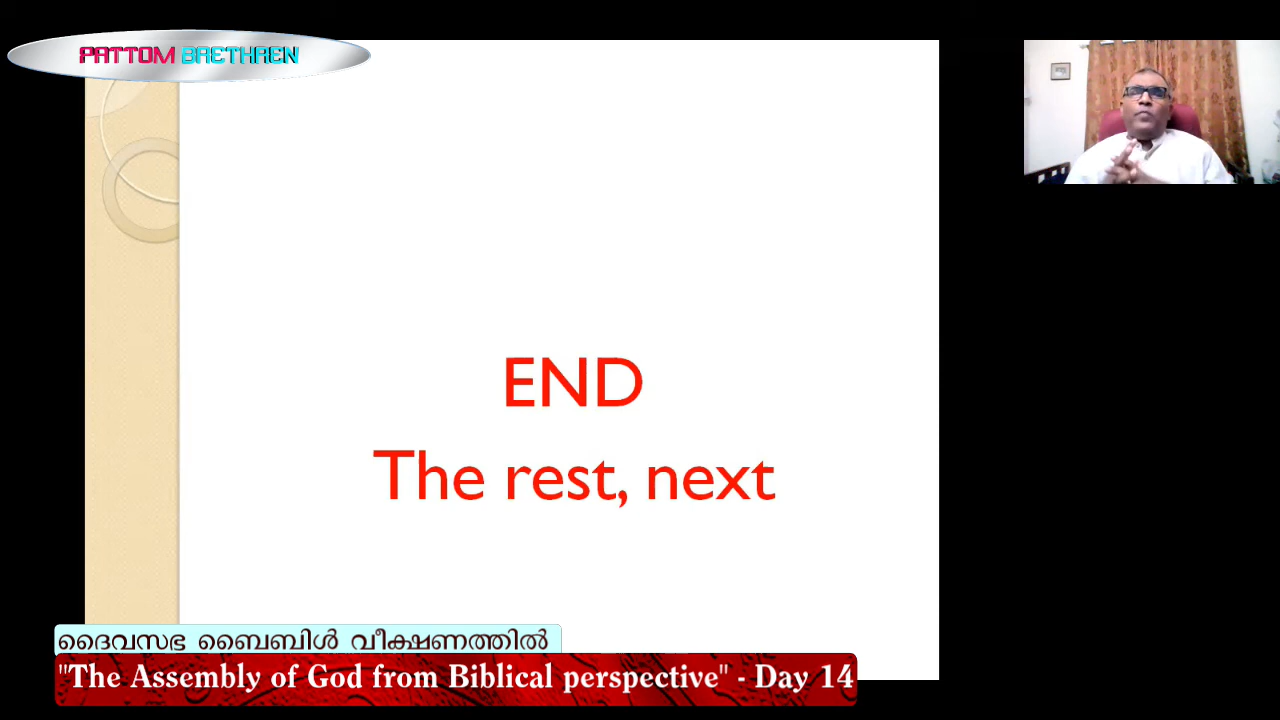 PATTOM BRETHREN
END
The rest, next
ദൈവസഭ ബൈബിൾ വീക്ഷണത്തിൽ
"The Assembly of God from Biblical perspective" - Day 14